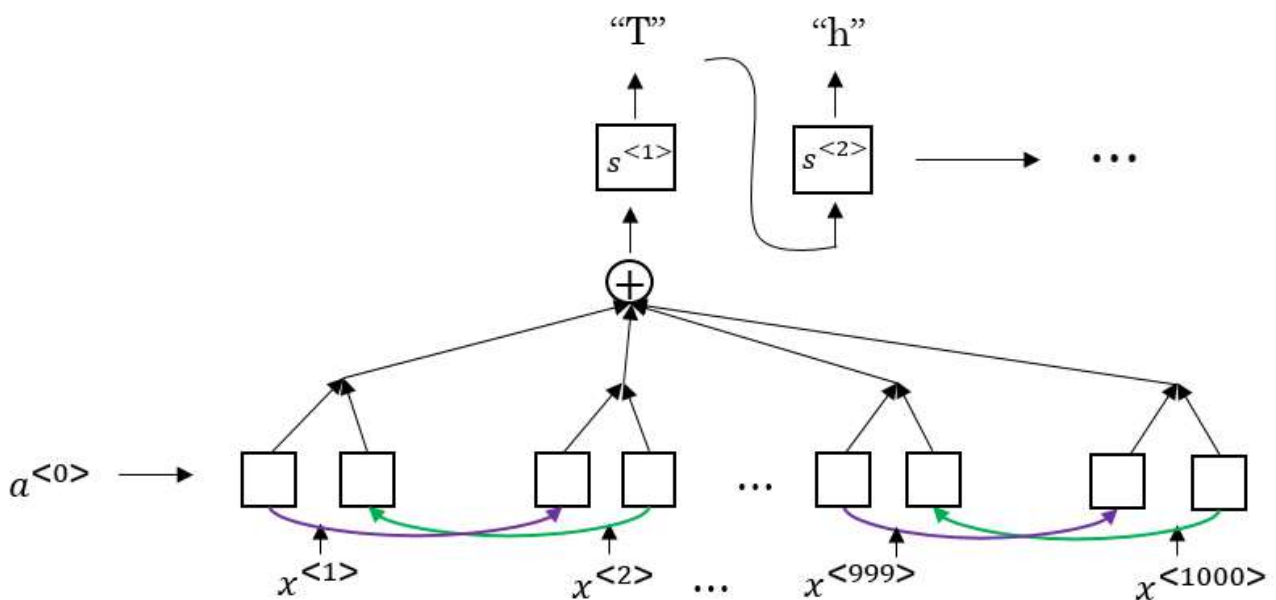 “T” “h”
s<1> s<2> ...
+
a<0> ...
x<1> x<2> ... x<999> x<1000>